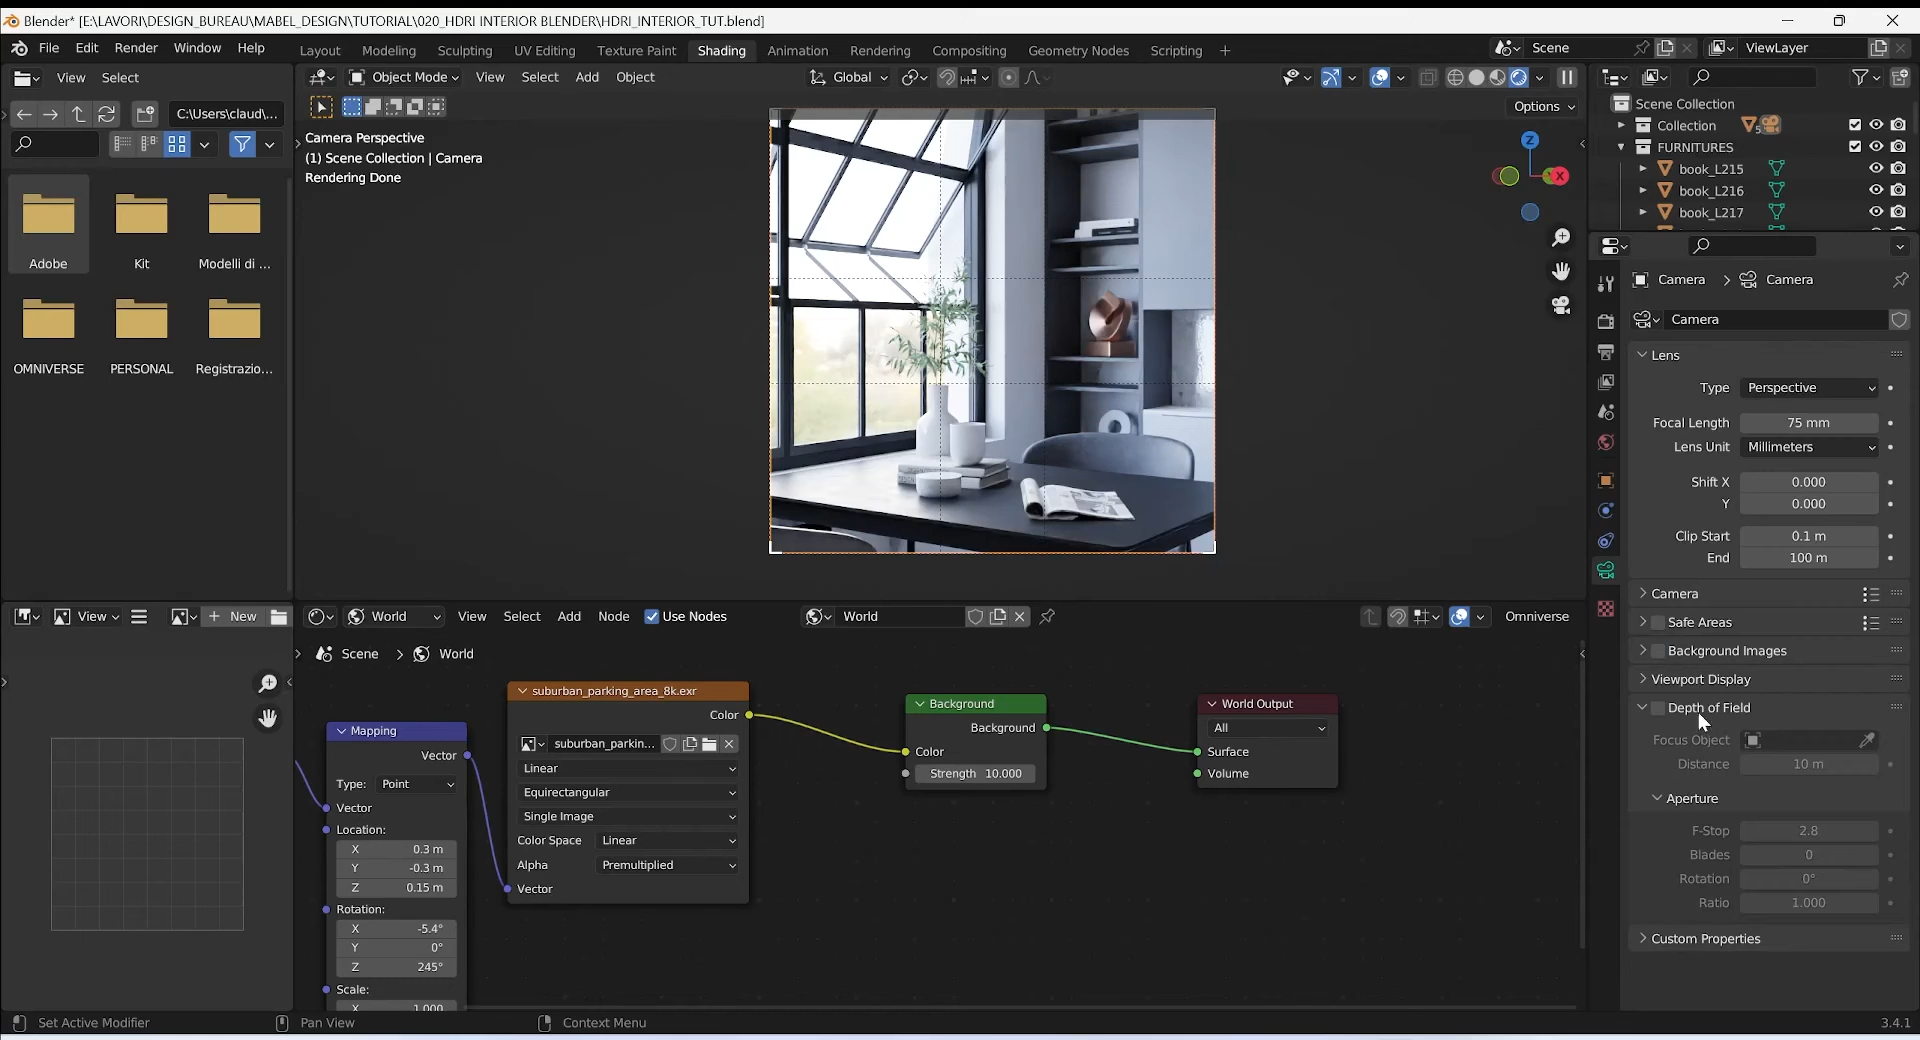 Blender* [E:\LAVORI\DESIGN_BUREAU\MABEL_DESIGN\TUTORIAL\020_HDRI INTERIOR BLENDER\HDRI_INTERIOR_TUT.blend]
File Edit Render Window Help Layout Modeling Sculpting UV Editing Texture Paint Shading Animation Rendering Compositing Geometry Nodes Scripting + Scene ViewLayer
View Select
Object Mode View Select Add Object Global
C:\Users\claud\...
Options
Camera Perspective
(1) Scene Collection | Camera
Rendering Done
Z
X
Adobe Kit Modelli di ...
OMNIVERSE PERSONAL Registrazio...
Scene Collection
Collection
FURNITURES
book_L215
book_L216
book_L217
Camera > Camera
Camera
Lens
Type Perspective
Focal Length 75 mm
Lens Unit Millimeters
Shift X 0.000
Y 0.000
Clip Start 0.1 m
End 100 m
Camera
Safe Areas
Background Images
Viewport Display
Depth of Field
Focus Object
Distance 10 m
Aperture
F-Stop 2.8
Blades 0
Rotation 0°
Ratio 1.000
Custom Properties
View + New
World View Select Add Node Use Nodes World Omniverse
Scene > World
Mapping
Vector
Type: Point
Vector
Location:
X 0.3 m
Y -0.3 m
Z 0.15 m
Rotation:
X -5.4°
Y 0°
Z 245°
Scale:
X 1.000
suburban_parking_area_8k.exr
Color
suburban_parkin...
Linear
Equirectangular
Single Image
Color Space Linear
Alpha Premultiplied
Vector
Background
Background
Color
Strength 10.000
World Output
All
Surface
Volume
Set Active Modifier Pan View Context Menu 3.4.1